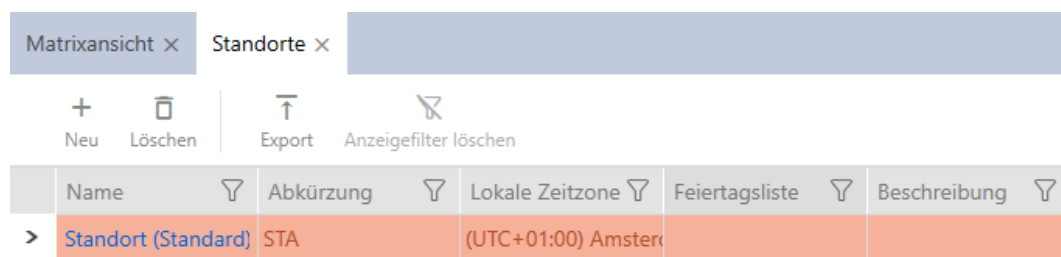 Matrixansicht × Standorte ×
Neu Löschen Export Anzeigefilter löschen
Name Abkürzung Lokale Zeitzone Feiertagsliste Beschreibung
Standort (Standard) STA (UTC+01:00) Amster